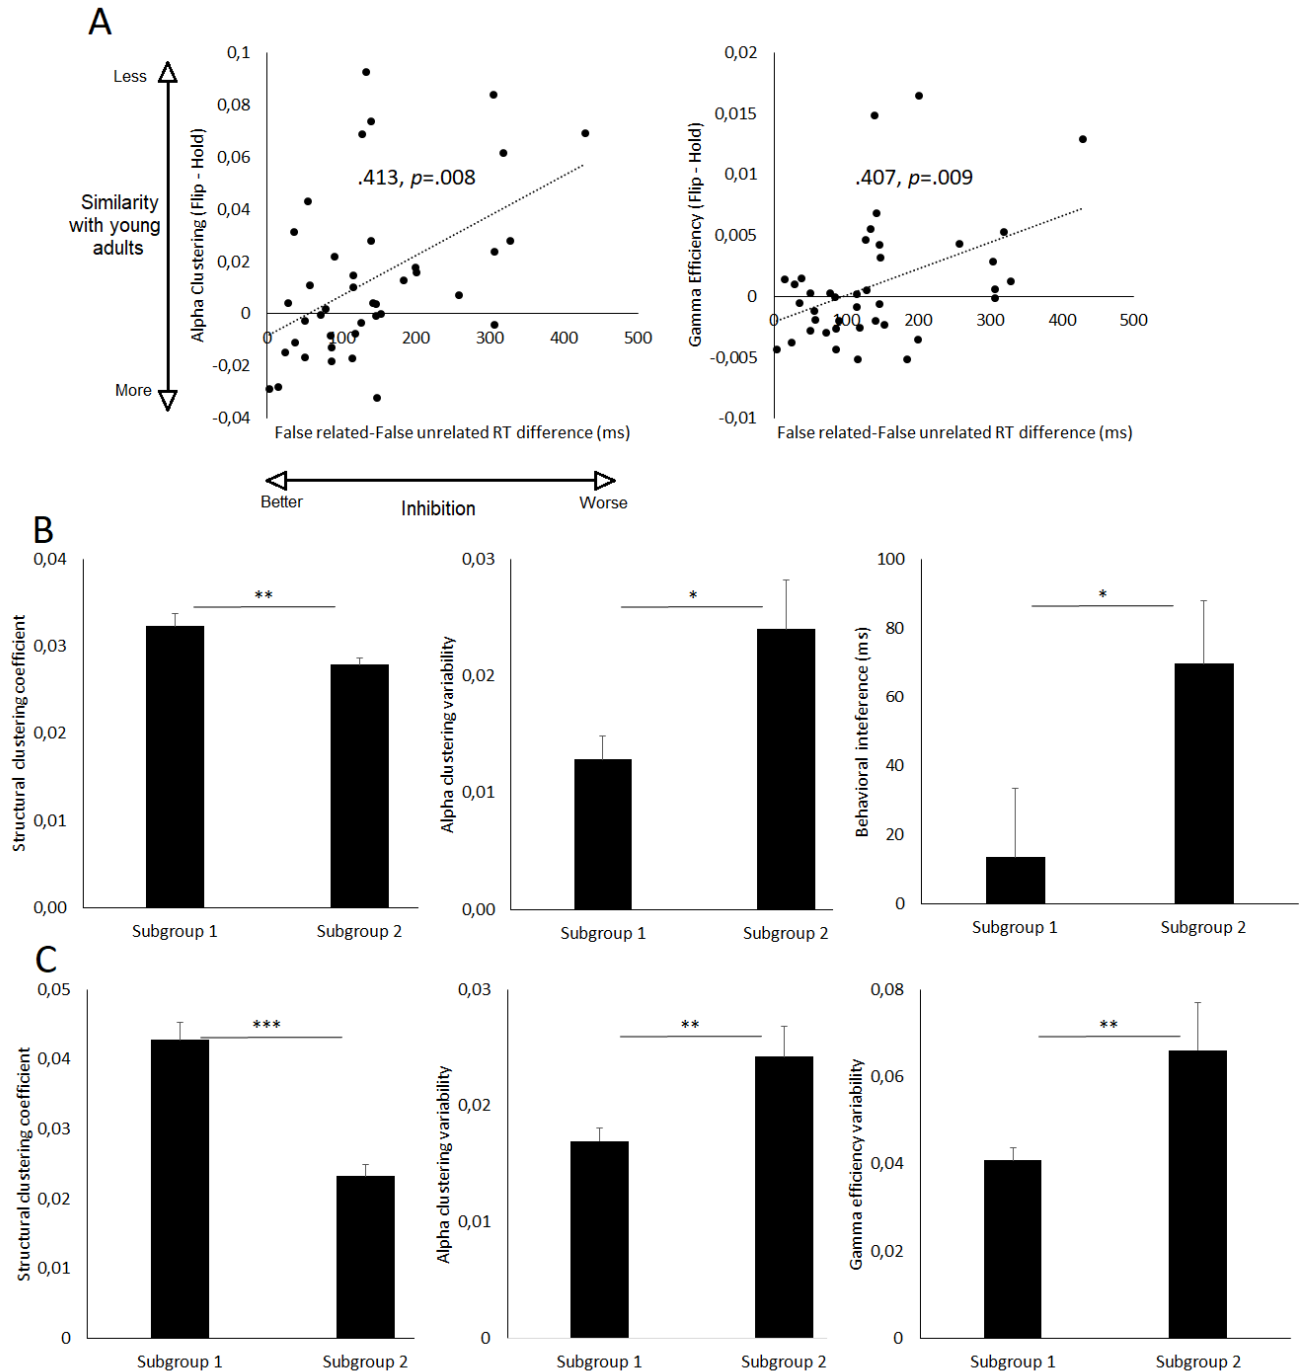 A
Less
Similarity
with young
adults
More
Alpha Clustering (Flip - Hold)
0,1
0,08
0,06
0,04
0,02
0
-0,02
-0,04
.413, p=.008
0 100 200 300 400 500
False related-False unrelated RT difference (ms)
Gamma Efficiency (Flip - Hold)
0,02
0,015
0,01
0,005
0
-0,005
-0,01
.407, p=.009
0 100 200 300 400 500
False related-False unrelated RT difference (ms)
Better
Inhibition
Worse
B
Structural clustering coefficient
0,04
0,03
0,02
0,01
0,00
**
Subgroup 1 Subgroup 2
Alpha clustering variability
0,03
0,02
0,01
0,00
*
Subgroup 1 Subgroup 2
Behavioral inteference (ms)
100
80
60
40
20
0
*
Subgroup 1 Subgroup 2
C
Structural clustering coefficient
0,05
0,04
0,03
0,02
0,01
0
***
Subgroup 1 Subgroup 2
Alpha clustering variability
0,03
0,02
0,01
0
**
Subgroup 1 Subgroup 2
Gamma efficiency variability
0,08
0,06
0,04
0,02
0
**
Subgroup 1 Subgroup 2